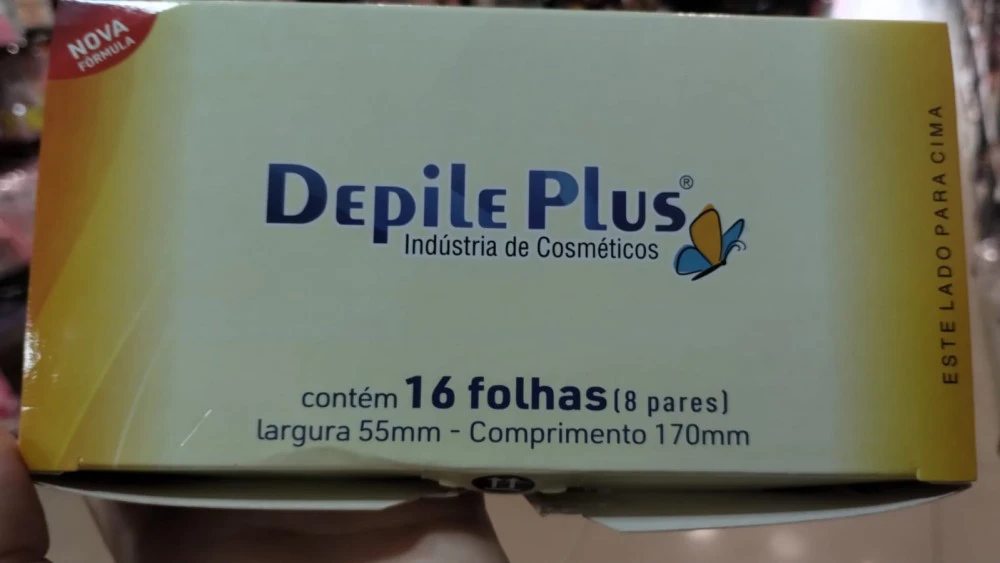 NOVA
FÓRMULA
Depile Plus®
Indústria de Cosméticos
contém 16 folhas (8 pares)
largura 55mm - Comprimento 170mm
ESTE LADO PARA CIMA